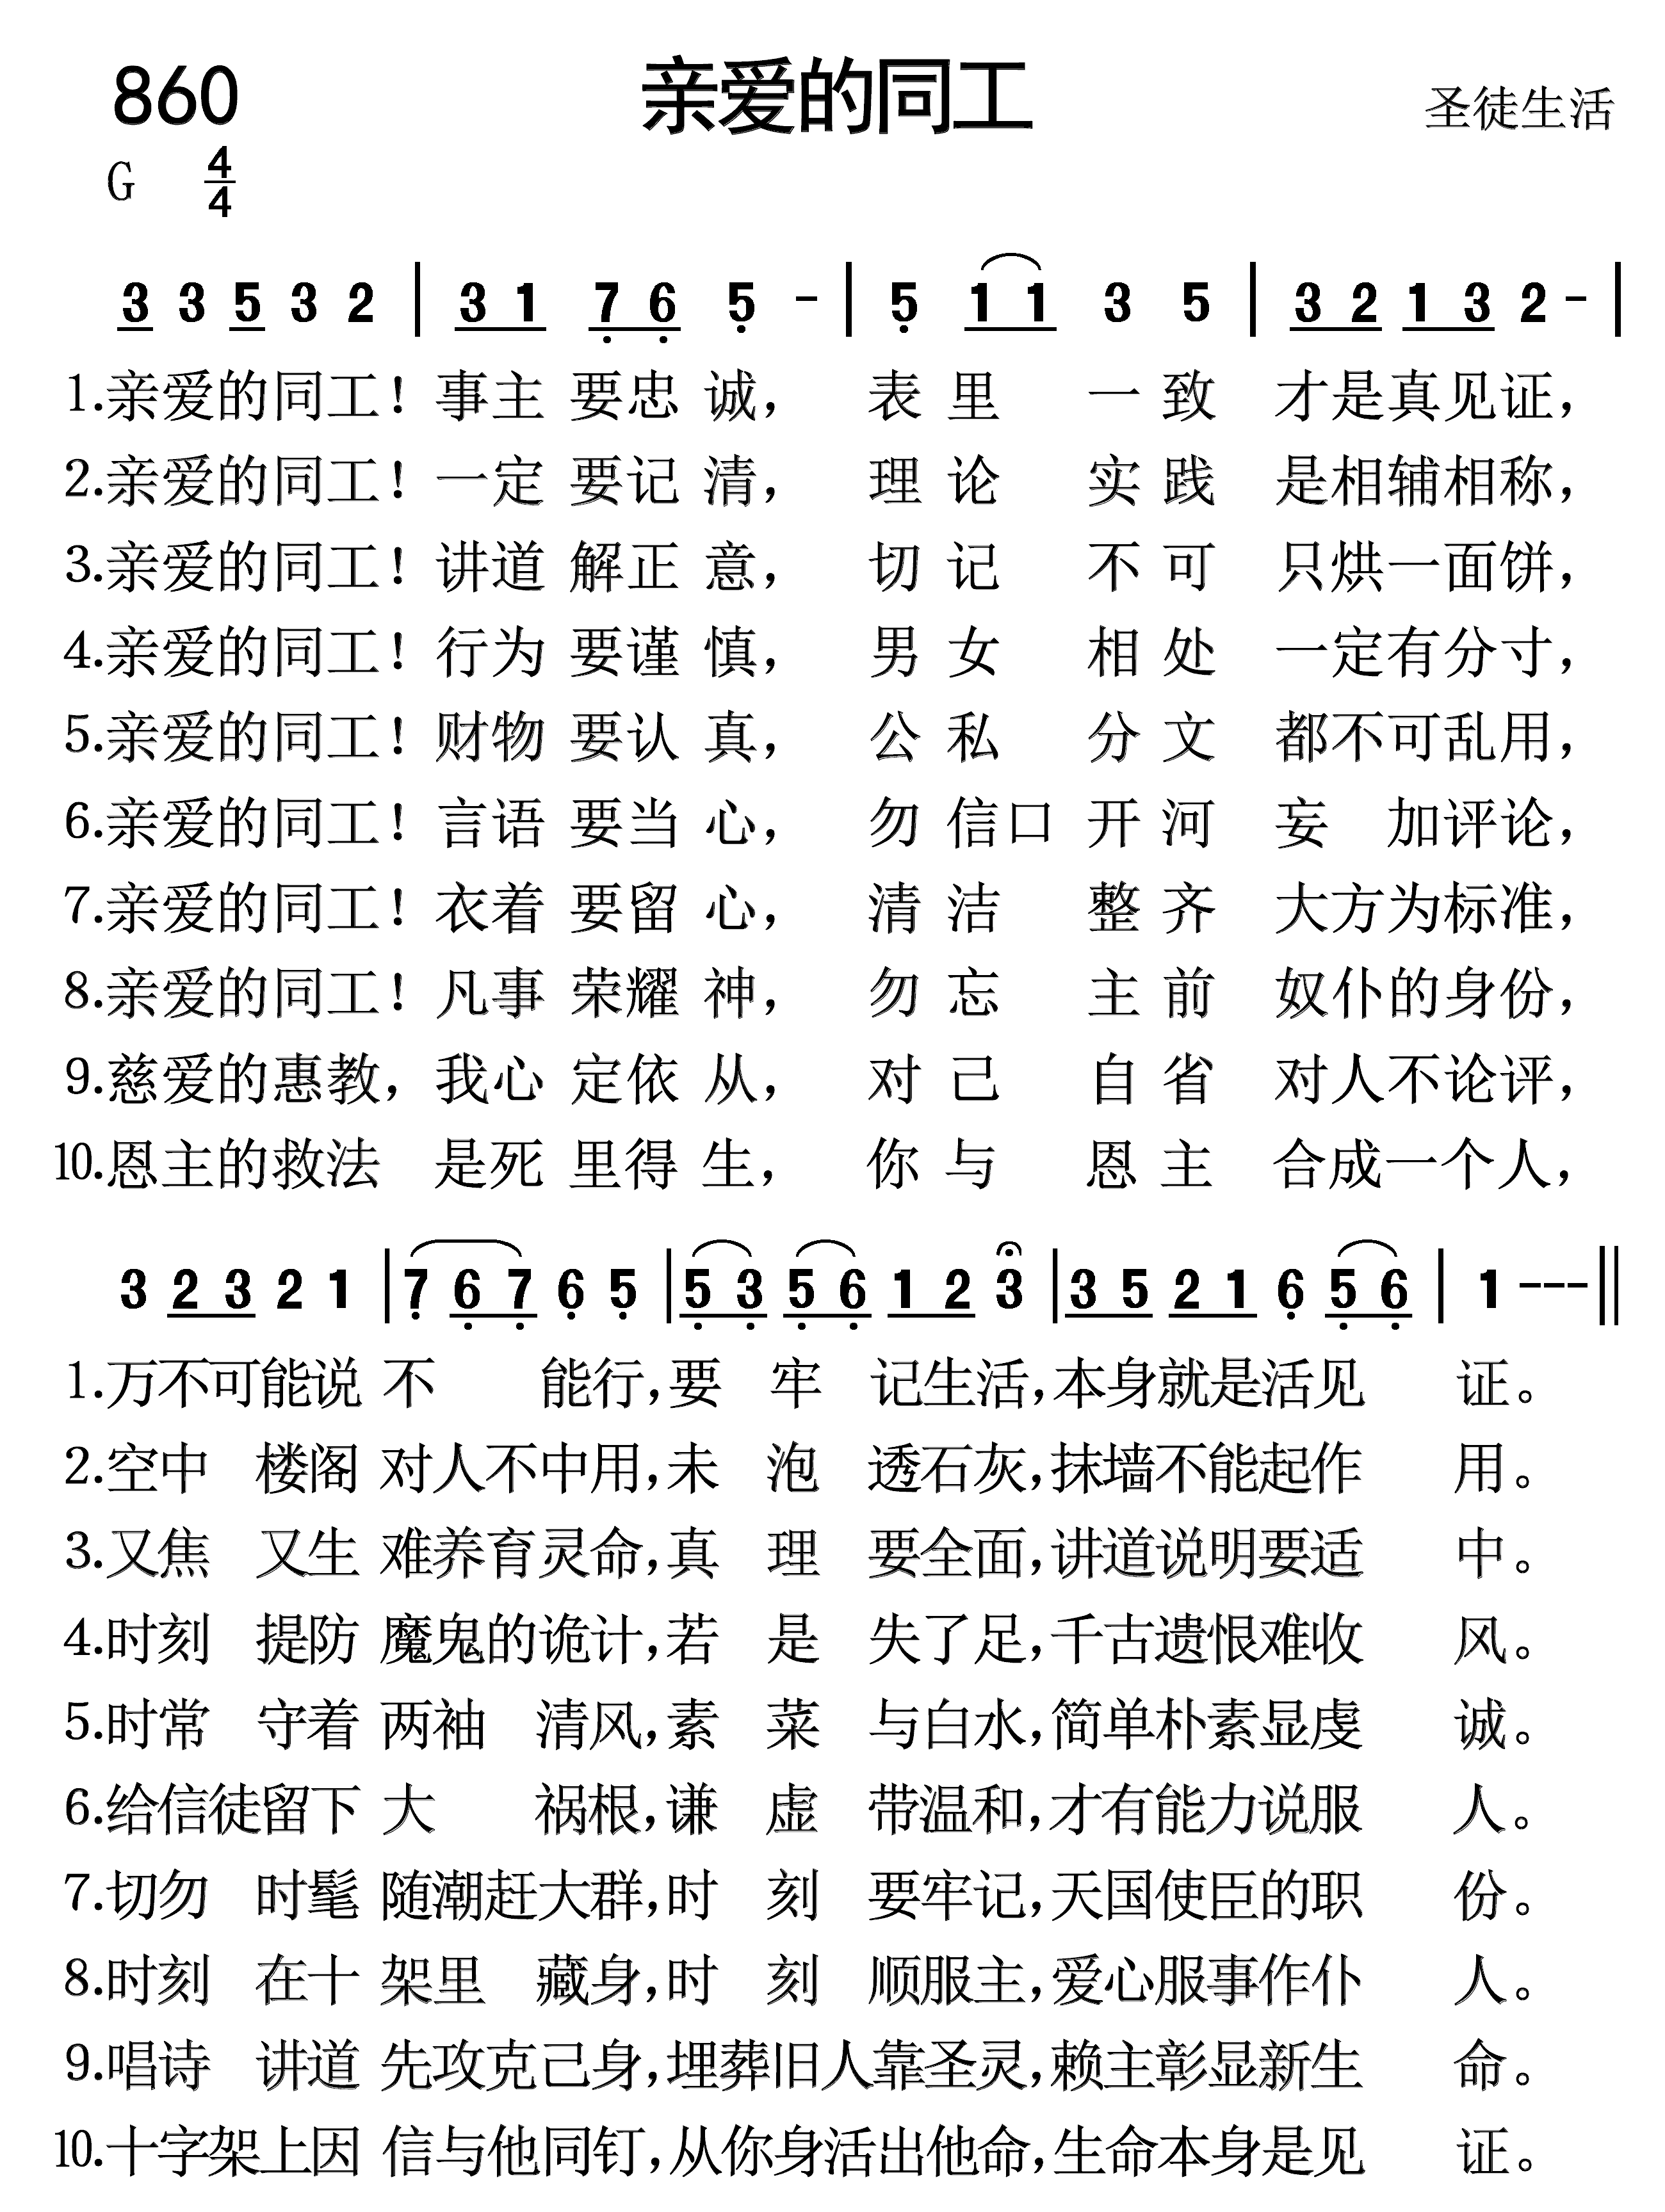 860 亲爱的同工 圣徒生活
G 4/4
3 3 5 3 2 | 3 1 7 6 5 - | 5 1 1 3 5 | 3 2 1 3 2 - |
1.亲爱的同工！事主 要忠 诚， 表 里 一 致 才是真见证，
2.亲爱的同工！一定 要记 清， 理 论 实 践 是相辅相称，
3.亲爱的同工！讲道 解正 意， 切 记 不 可 只烘一面饼，
4.亲爱的同工！行为 要谨 慎， 男 女 相 处 一定有分寸，
5.亲爱的同工！财物 要认 真， 公 私 分 文 都不可乱用，
6.亲爱的同工！言语 要当 心， 勿 信口 开 河 妄 加评论，
7.亲爱的同工！衣着 要留 心， 清 洁 整 齐 大方为标准，
8.亲爱的同工！凡事 荣耀 神， 勿 忘 主 前 奴仆的身份，
9.慈爱的惠教，我心 定依 从， 对 己 自 省 对人不论评，
10.恩主的救法 是死 里得 生， 你 与 恩 主 合成一个人，
3 2 3 2 1 | 7 6 7 6 5 | 5 3 5 6 1 2 3 | 3 5 2 1 6 5 6 | 1 --- ‖
1.万不可能说 不 能行，要 牢 记生活，本身就是活见 证。
2.空中 楼阁 对人不中用，未 泡 透石灰，抹墙不能起作 用。
3.又焦 又生 难养育灵命，真 理 要全面，讲道说明要适 中。
4.时刻 提防 魔鬼的诡计，若 是 失了足，千古遗恨难收 风。
5.时常 守着 两袖 清风，素 菜 与白水，简单朴素显虔 诚。
6.给信徒留下 大 祸根，谦 虚 带温和，才有能力说服 人。
7.切勿 时髦 随潮赶大群，时 刻 要牢记，天国使臣的职 份。
8.时刻 在十 架里 藏身，时 刻 顺服主，爱心服事作仆 人。
9.唱诗 讲道 先攻克己身，埋葬旧人靠圣灵，赖主彰显新生 命。
10.十字架上因 信与他同钉，从你身活出他命，生命本身是见 证。